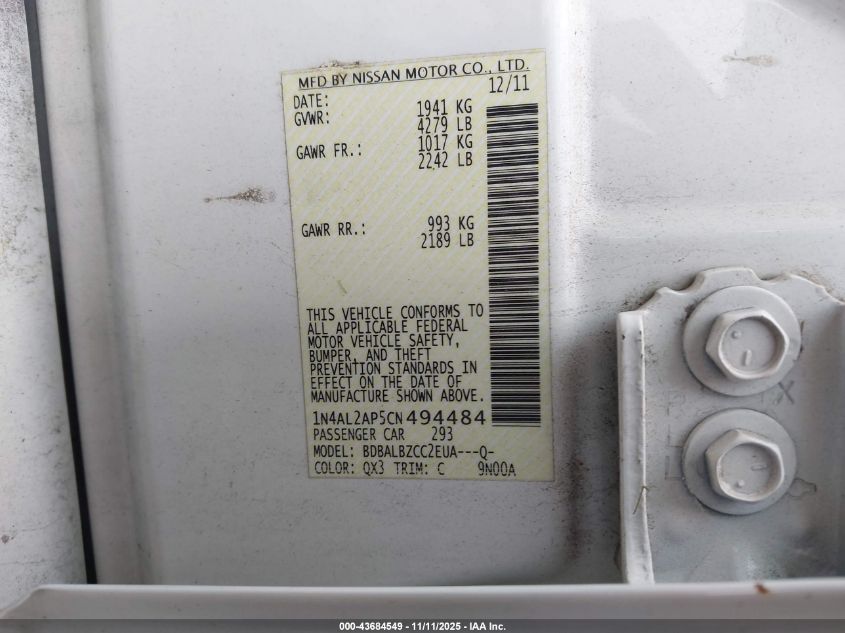 MFD BY NISSAN MOTOR CO., LTD.
DATE: 12/11
GVWR: 1941 KG
4279 LB
GAWR FR.: 1017 KG
2242 LB
GAWR RR.: 993 KG
2189 LB
THIS VEHICLE CONFORMS TO
ALL APPLICABLE FEDERAL
MOTOR VEHICLE SAFETY,
BUMPER, AND THEFT
PREVENTION STANDARDS IN
EFFECT ON THE DATE OF
MANUFACTURE SHOWN ABOVE.
1N4AL2AP5CN494484
PASSENGER CAR 293
MODEL: BDBALBZCC2EUA---Q-
COLOR: QX3 TRIM: C 9N00A
000-43684549 - 11/11/2025 - IAA Inc.